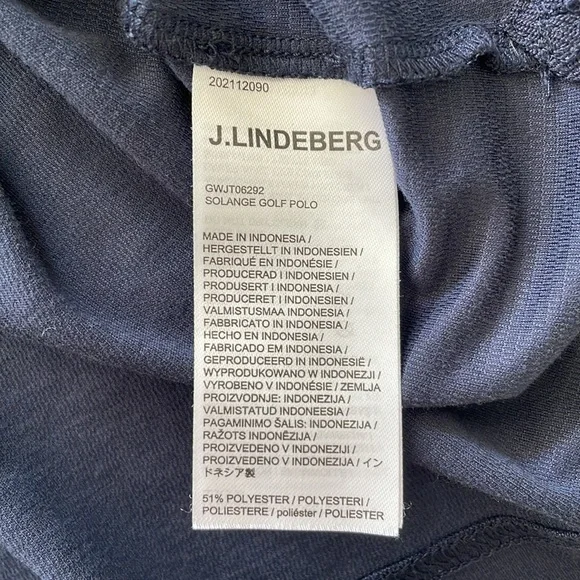 202112090
J.LINDEBERG
GWJT06292
SOLANGE GOLF POLO
MADE IN INDONESIA /
HERGESTELLT IN INDONESIEN /
FABRIQUÉ EN INDONÉSIE /
PRODUCERAD I INDONESIEN /
PRODUSERT I INDONESIA /
PRODUCERET I INDONESIEN /
VALMISTUSMAA INDONESIA /
FABBRICATO IN INDONESIA /
HECHO EN INDONESIA /
FABRICADO EM INDONESIA /
GEPRODUCEERD IN INDONESIË /
WYPRODUKOWANO W INDONEZJI /
VYROBENO V INDONÉSIE / ZEMLJA
PROIZVODNJE: INDONEZIJA /
VALMISTATUD INDONEESIA /
PAGAMINIMO ŠALIS: INDONEZIJA /
RAŽOTS INDONĒZIJA /
PROIZVEDENO V INDONEZIJI /
PROIZVEDENO V INDONEZIJA / イン
ドネシア製
51% POLYESTER / POLYESTERI /
POLIESTERE / poliéster / POLIESTER